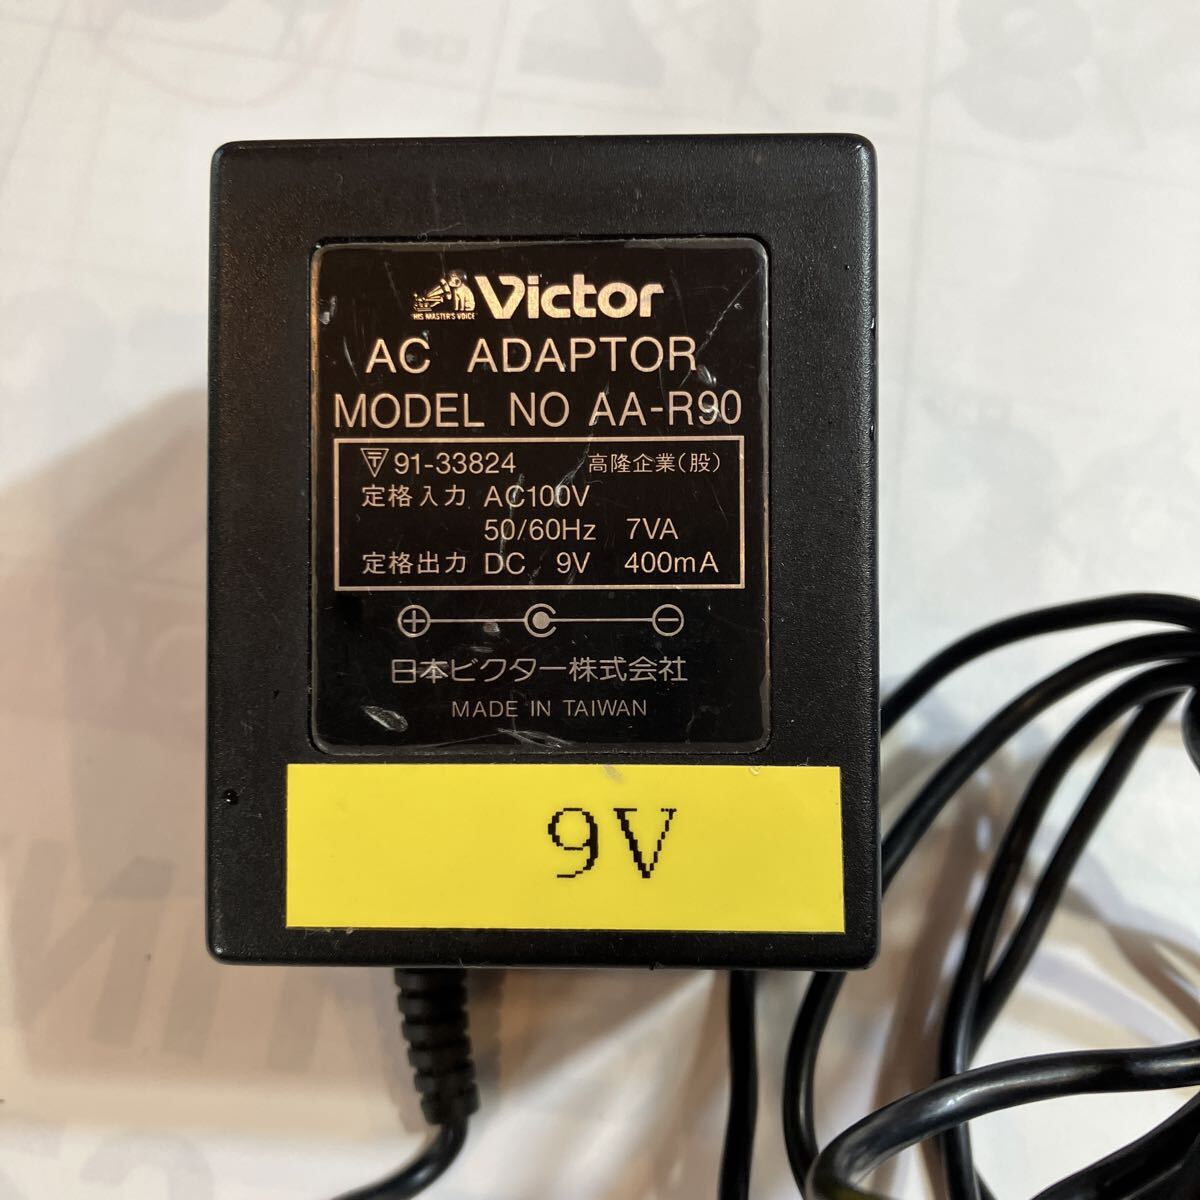 HIS MASTER'S VOICE
Victor
AC ADAPTOR
MODEL NO AA-R90
〒 91-33824 高隆企業(股)
定格入力 AC100V
50/60Hz 7VA
定格出力 DC 9V 400mA
+ −
日本ビクター株式会社
MADE IN TAIWAN
9V